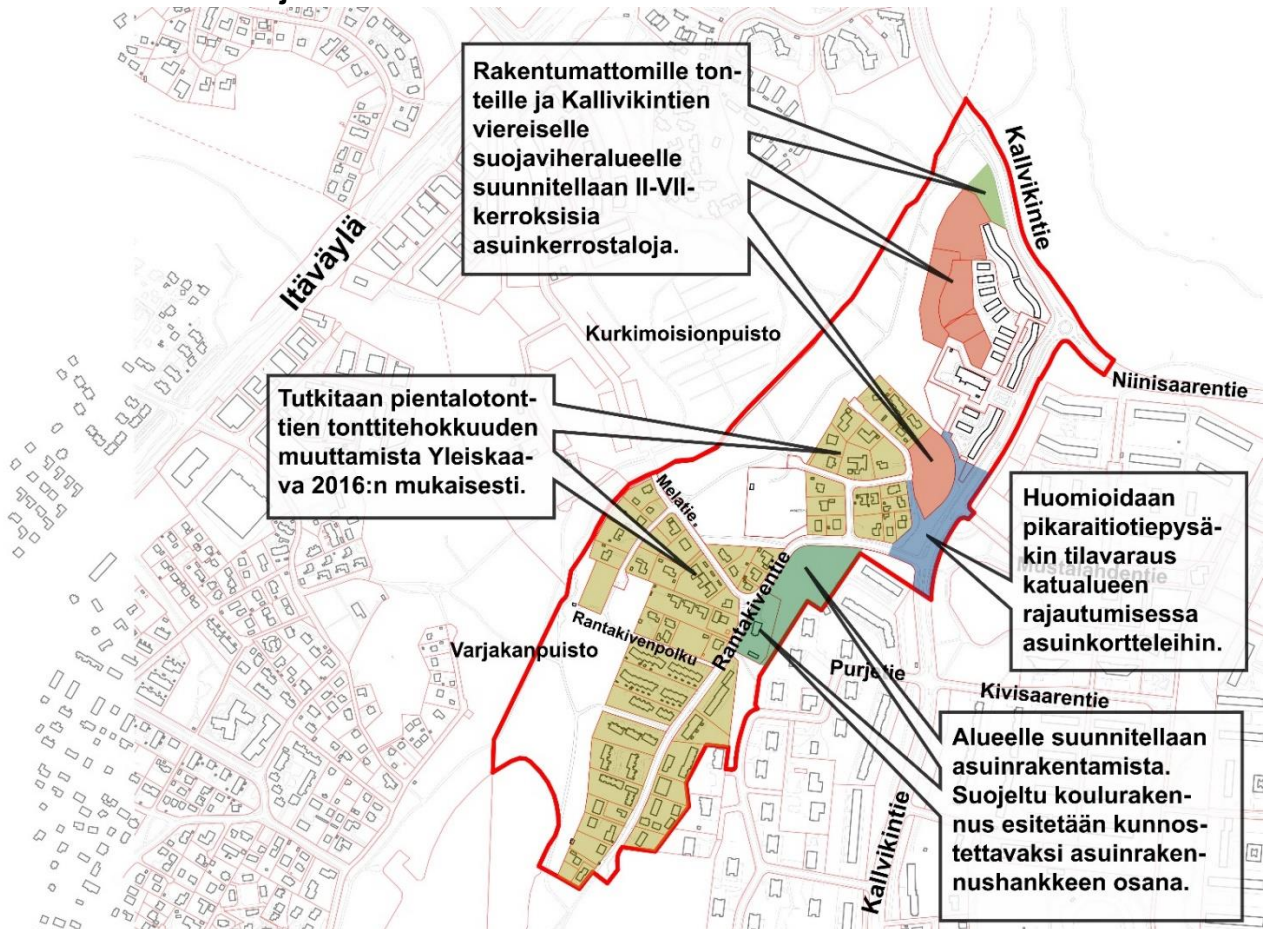 Rakentumattomille ton-
teille ja Kallvikintien
viereiselle
suojaviheralueelle
suunnitellaan II-VII-
kerroksisia
asuinkerrostaloja.
Kallvikintie
Itäväylä
Kurkimoisionpuisto
Niinisaarentie
Tutkitaan pientalotont-
tien tonttitehokkuuden
muuttamista Yleiskaa-
va 2016:n mukaisesti.
Melatie
Huomioidaan
pikaraitiotiepysä-
kin tilavaraus
katualueen
rajautumisessa
asuinkortteleihin.
Mustalahdentie
Rantakiventie
Rantakivenpolku
Varjakanpuisto
Purjetie
Kivisaarentie
Alueelle suunnitellaan
asuinrakentamista.
Suojeltu kouluraken-
nus esitetään kunnos-
tettavaksi asuinraken-
nushankkeen osana.
Kallvikintie